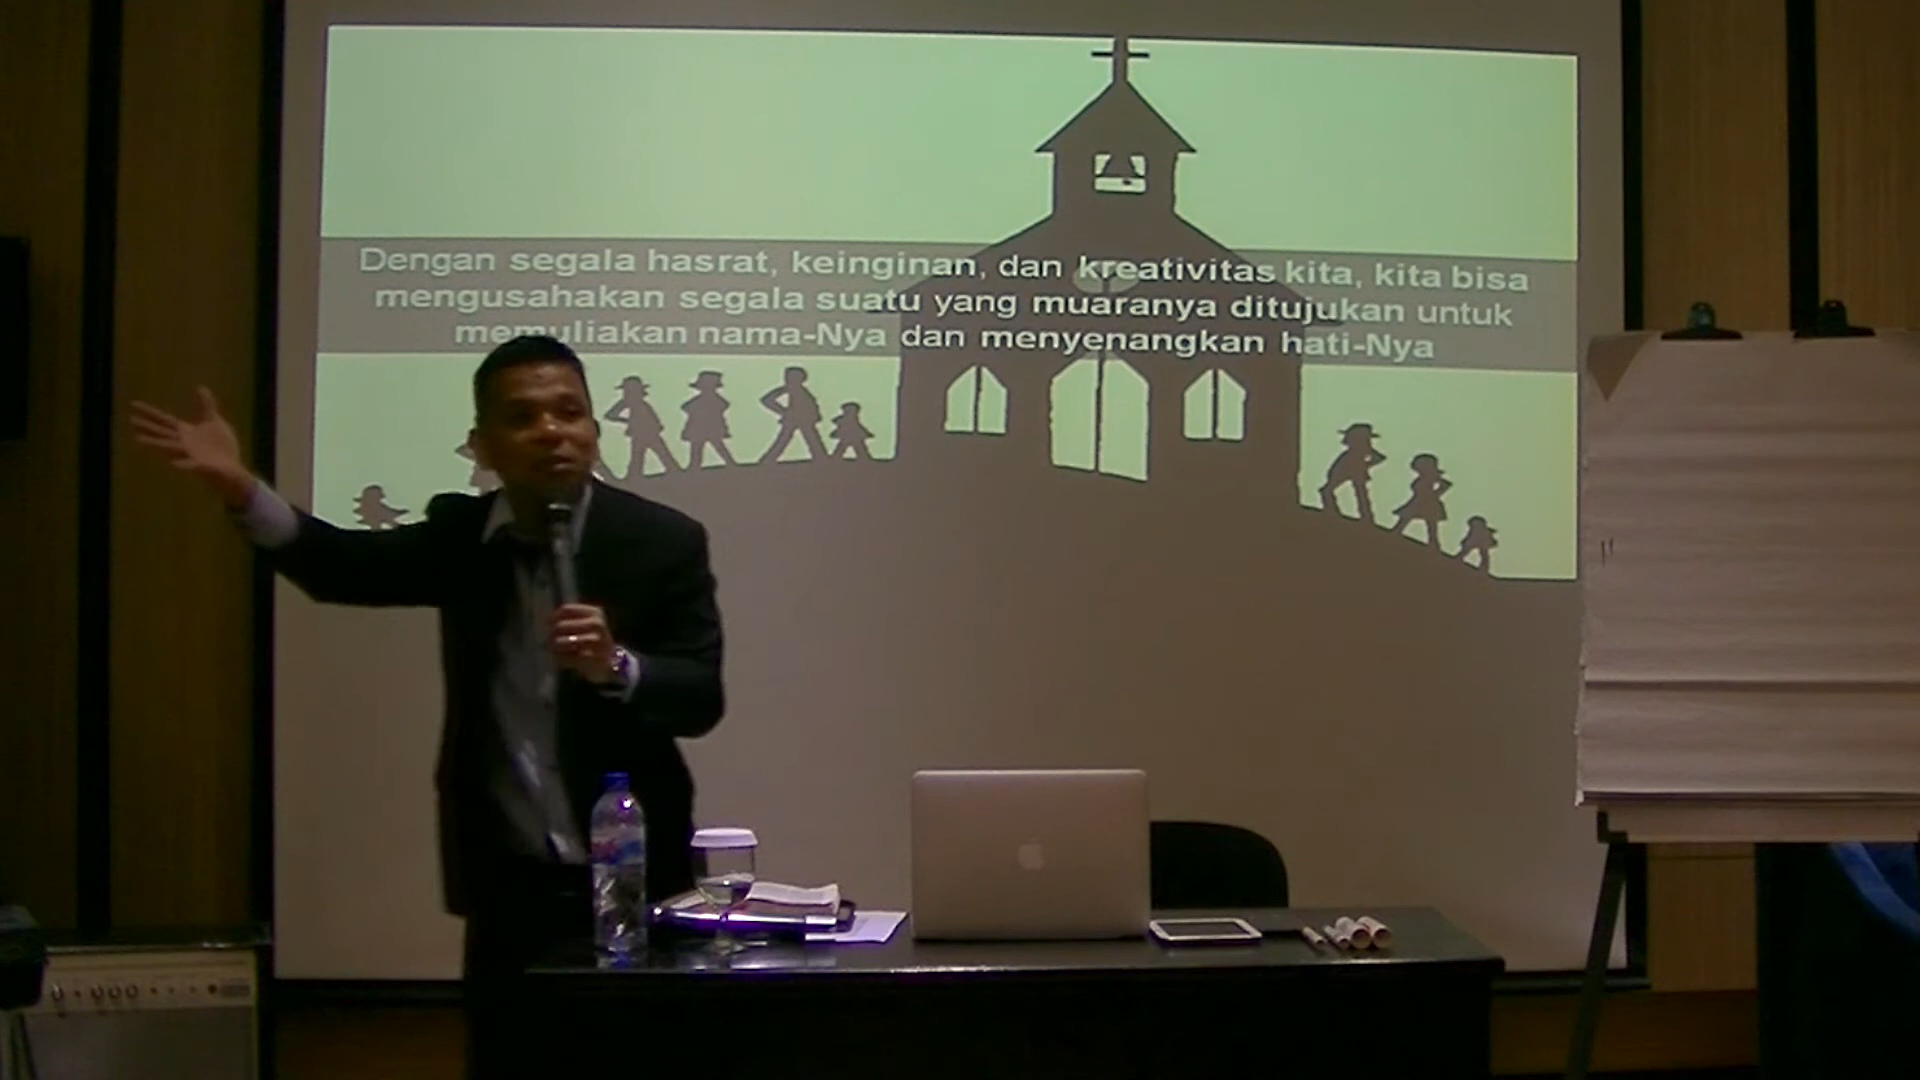 Dengan segala hasrat, keinginan, dan kreativitas kita, kita bisa
mengusahakan segala suatu yang muaranya ditujukan untuk
memuliakan nama-Nya dan menyenangkan hati-Nya